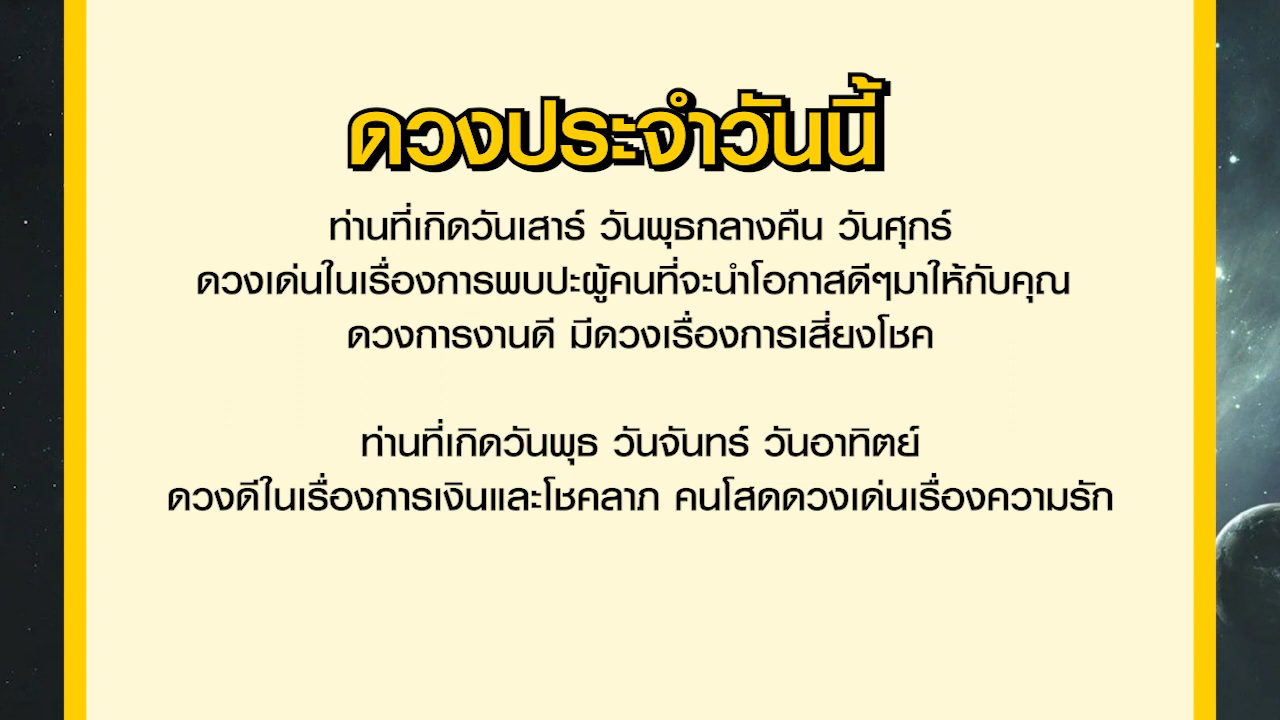 ดวงประจำวันนี้
ท่านที่เกิดวันเสาร์ วันพุธกลางคืน วันศุกร์
ดวงเด่นในเรื่องการพบปะผู้คนที่จะนำโอกาสดีๆมาให้กับคุณ
ดวงการงานดี มีดวงเรื่องการเสี่ยงโชค
ท่านที่เกิดวันพุธ วันจันทร์ วันอาทิตย์
ดวงดีในเรื่องการเงินและโชคลาภ คนโสดดวงเด่นเรื่องความรัก